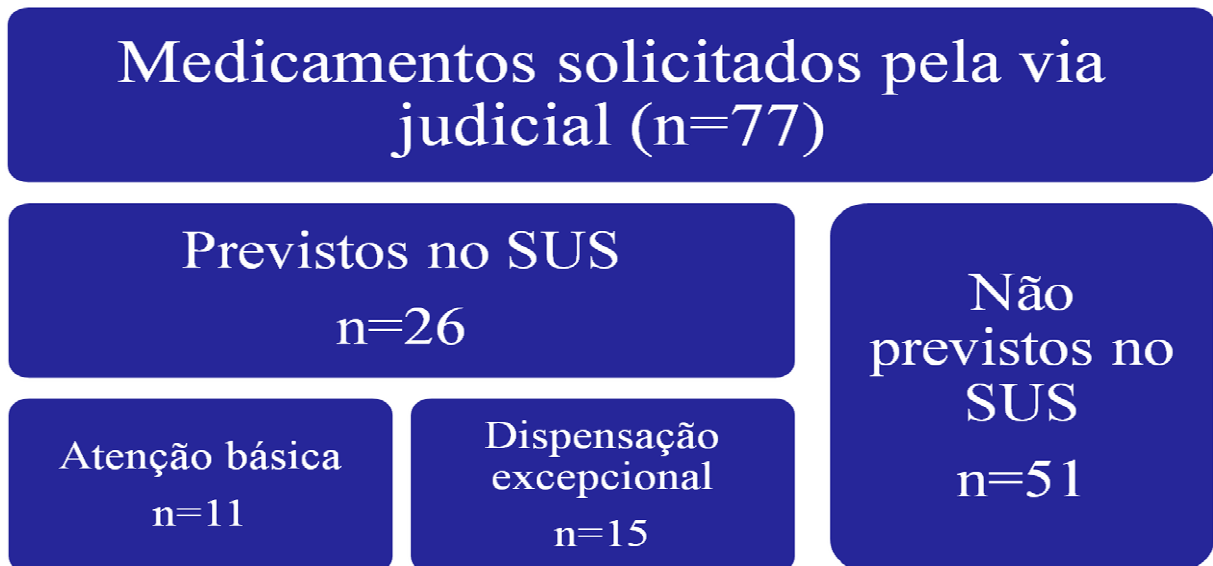 Medicamentos solicitados pela via
judicial (n=77)
Previstos no SUS
n=26
Não
previstos no
SUS
n=51
Atenção básica
n=11
Dispensação
excepcional
n=15